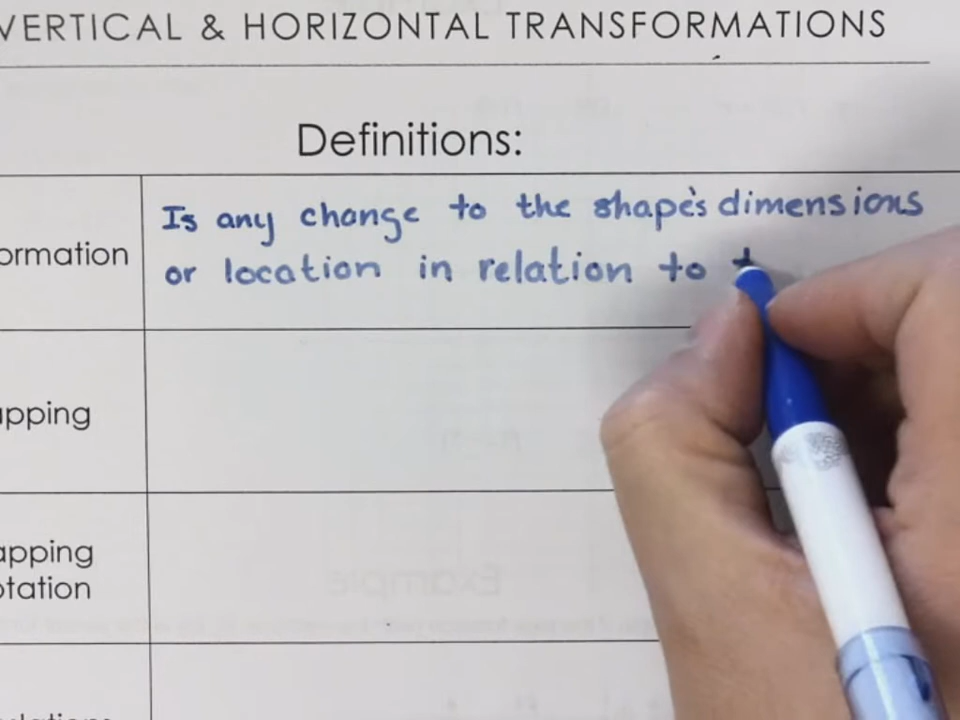 VERTICAL & HORIZONTAL TRANSFORMATIONS
Definitions:
ormation
Is any change to the shape's dimensions
or location in relation to t
apping
apping
otation
Example